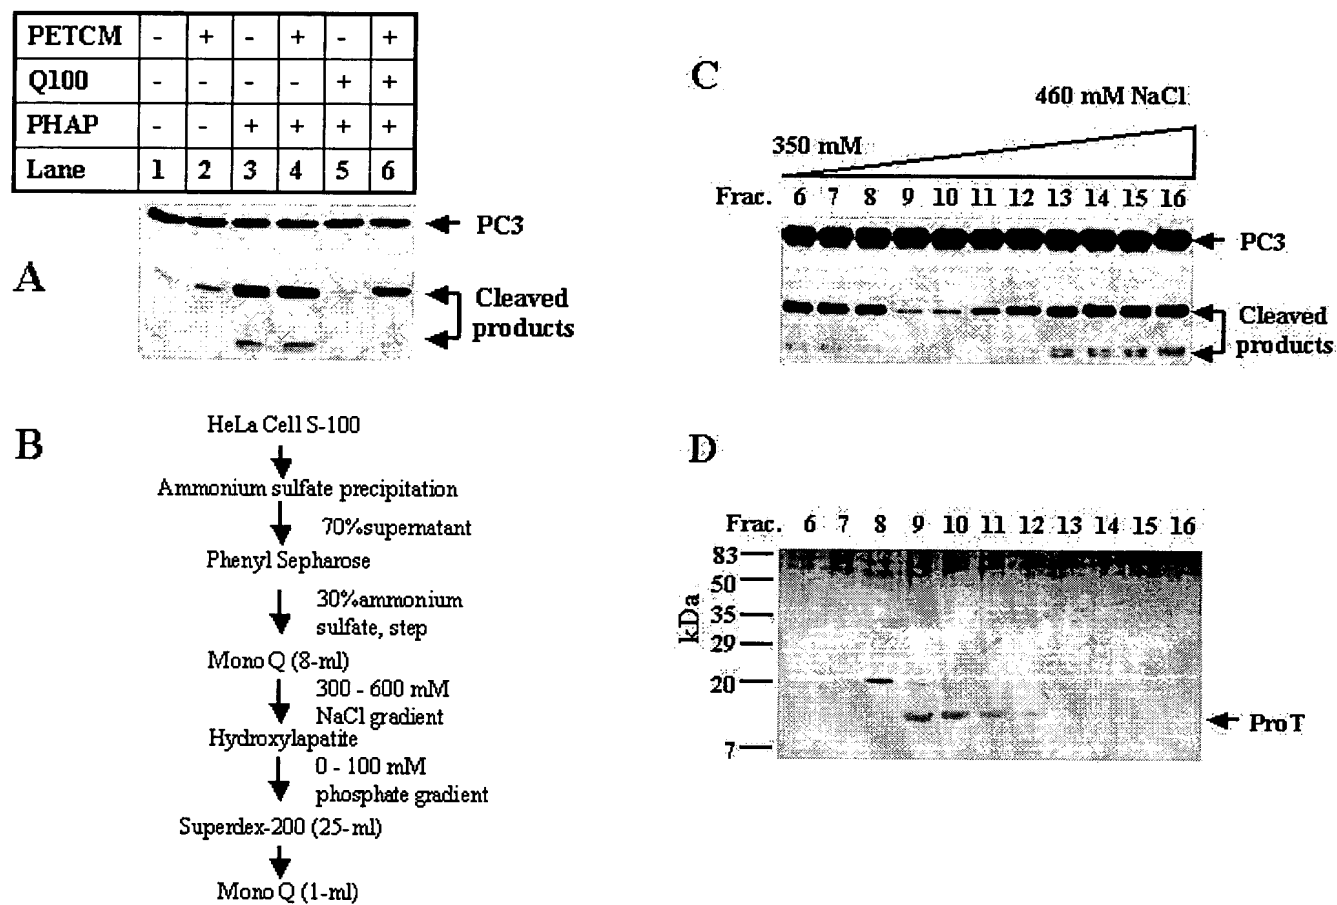 PETCM - + - + - +
Q100 - - - - + +
PHAP - - + + + +
Lane 1 2 3 4 5 6
A
PC3
Cleaved
products
B
HeLa Cell S-100
Ammonium sulfate precipitation
70%supernatant
Phenyl Sepharose
30%ammonium
sulfate, step
Mono Q (8-ml)
300 - 600 mM
NaCl gradient
Hydroxylapatite
0 - 100 mM
phosphate gradient
Superdex-200 (25-ml)
Mono Q (1-ml)
C
460 mM NaCl
350 mM
Frac. 6 7 8 9 10 11 12 13 14 15 16
PC3
Cleaved
products
D
Frac. 6 7 8 9 10 11 12 13 14 15 16
83
50
35
kDa
29
20
ProT
7